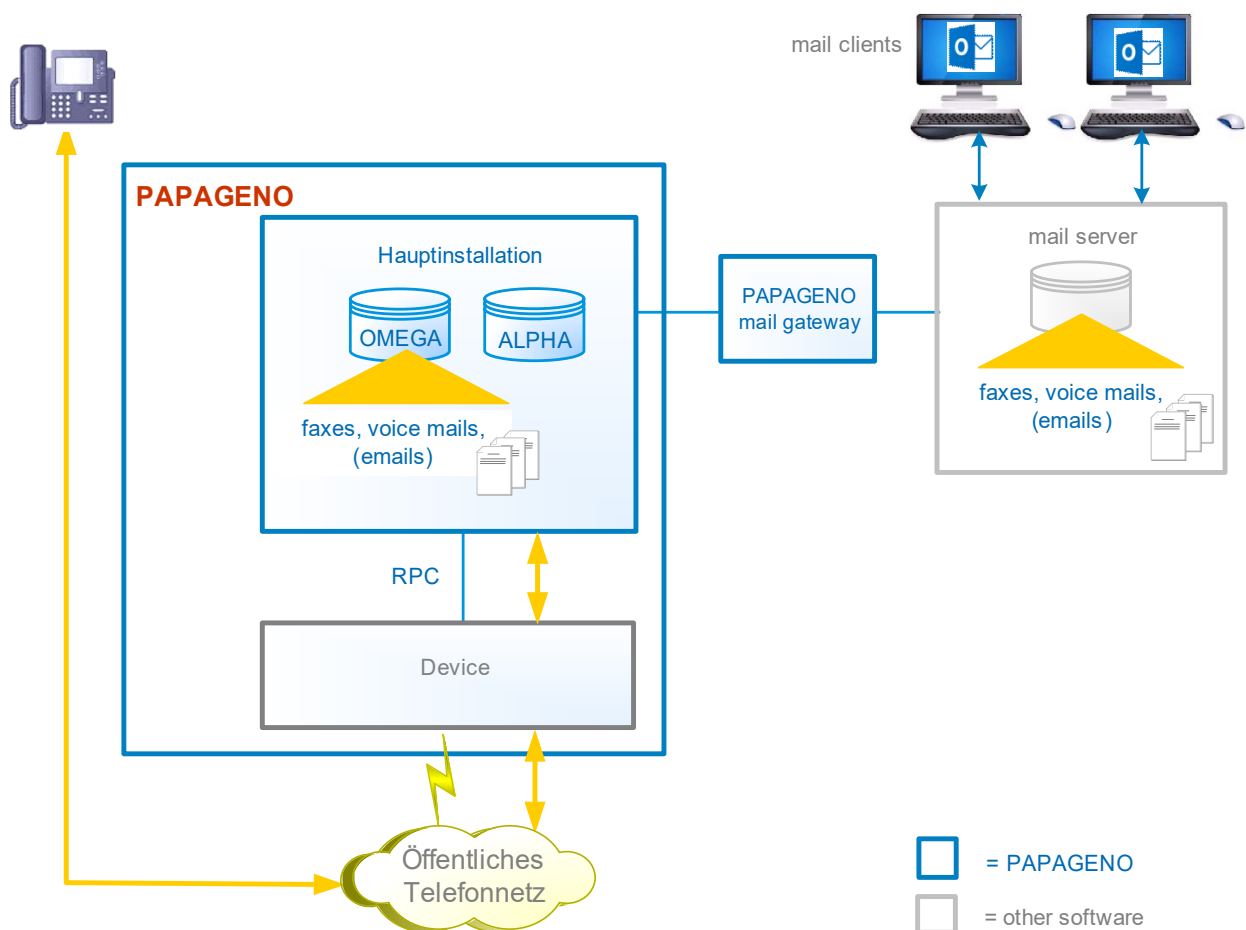 mail clients
PAPAGENO
Hauptinstallation
OMEGA
ALPHA
faxes, voice mails,
(emails)
PAPAGENO
mail gateway
mail server
faxes, voice mails,
(emails)
RPC
Device
Öffentliches
Telefonnetz
= PAPAGENO
= other software